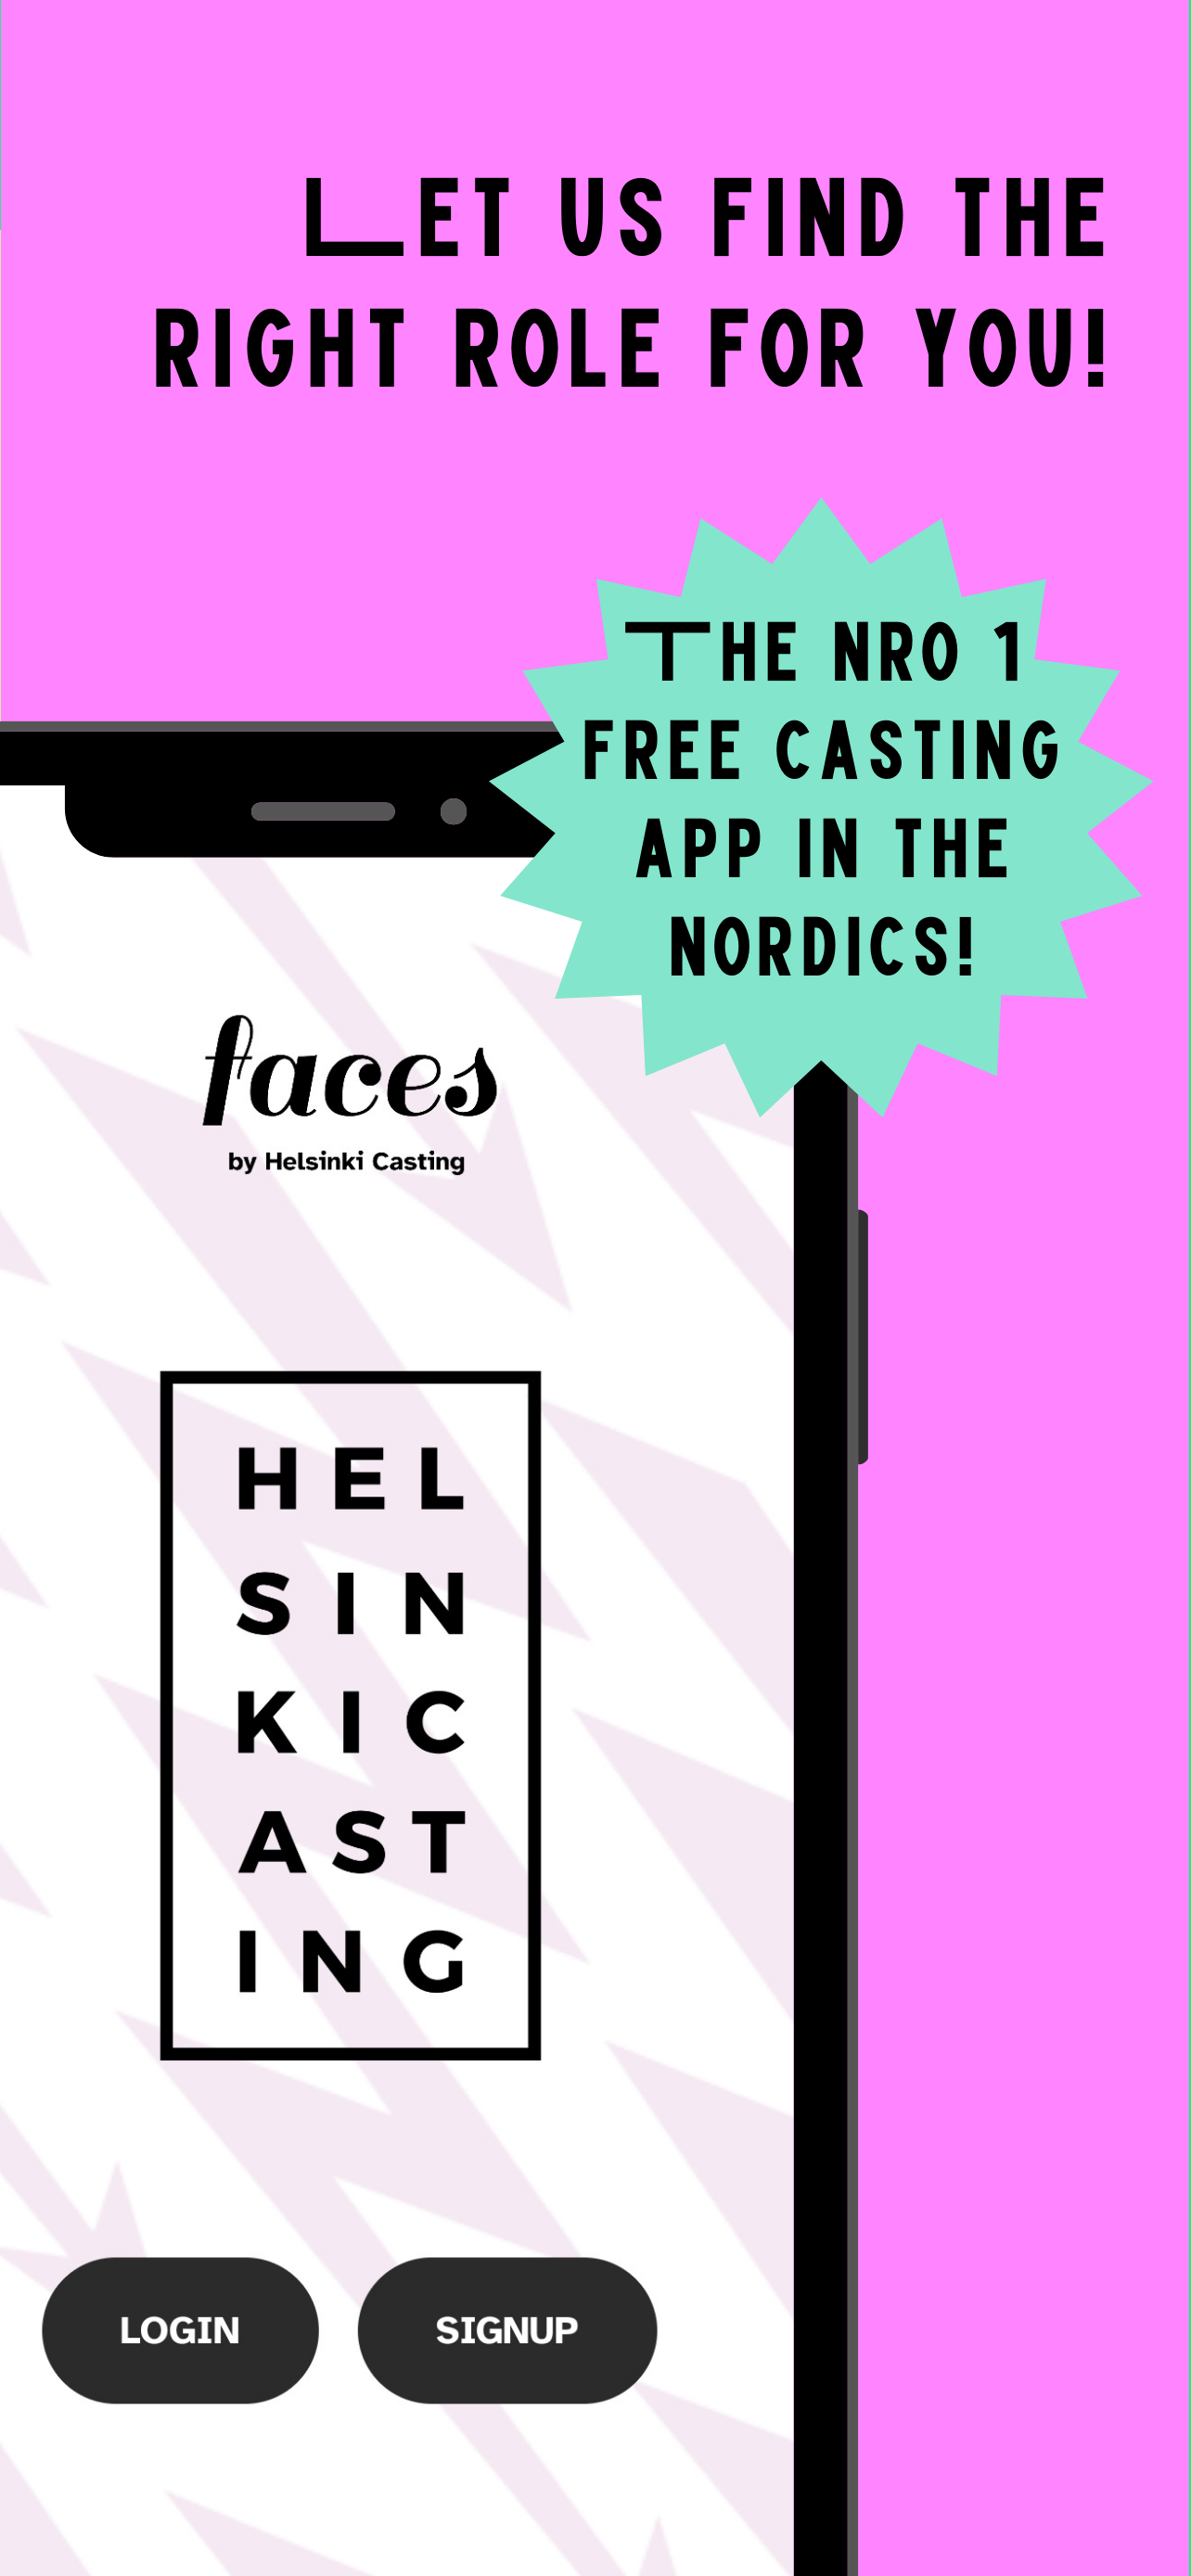 LET US FIND THE
RIGHT ROLE FOR YOU!
THE NRO 1
FREE CASTING
APP IN THE
NORDICS!
faces
by Helsinki Casting
HEL
SIN
KIC
AST
ING
LOGIN
SIGNUP